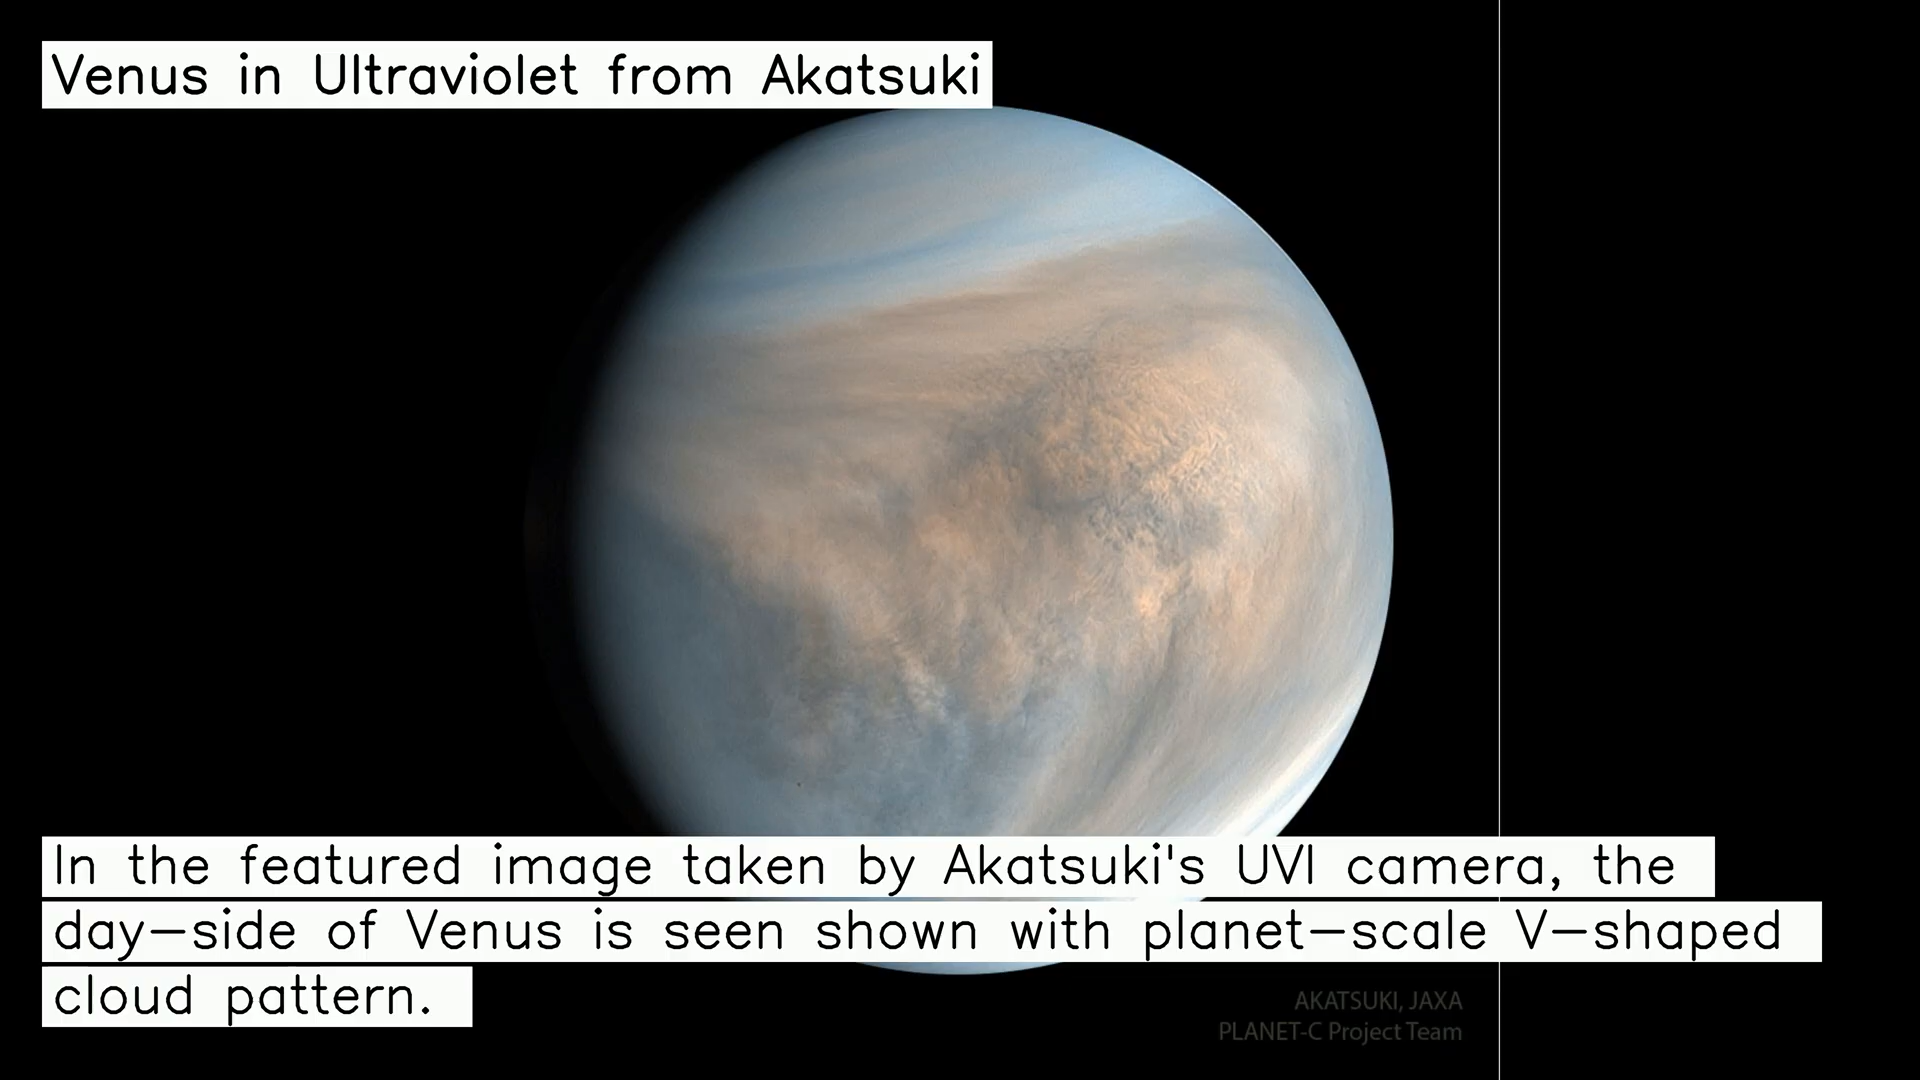 Venus in Ultraviolet from Akatsuki
In the featured image taken by Akatsuki's UVI camera, the
day-side of Venus is seen shown with planet-scale V-shaped
cloud pattern.
AKATSUKI, JAXA
PLANET-C Project Team